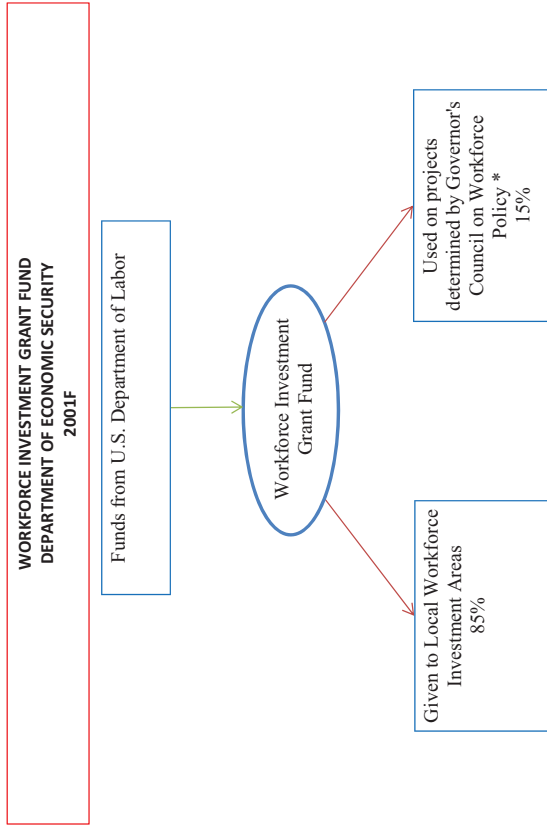 WORKFORCE INVESTMENT GRANT FUND
DEPARTMENT OF ECONOMIC SECURITY
2001F
Funds from U.S. Department of Labor
Workforce Investment
Grant Fund
Given to Local Workforce
Investment Areas
85%
Used on projects
determined by Governor's
Council on Workforce
Policy *
15%